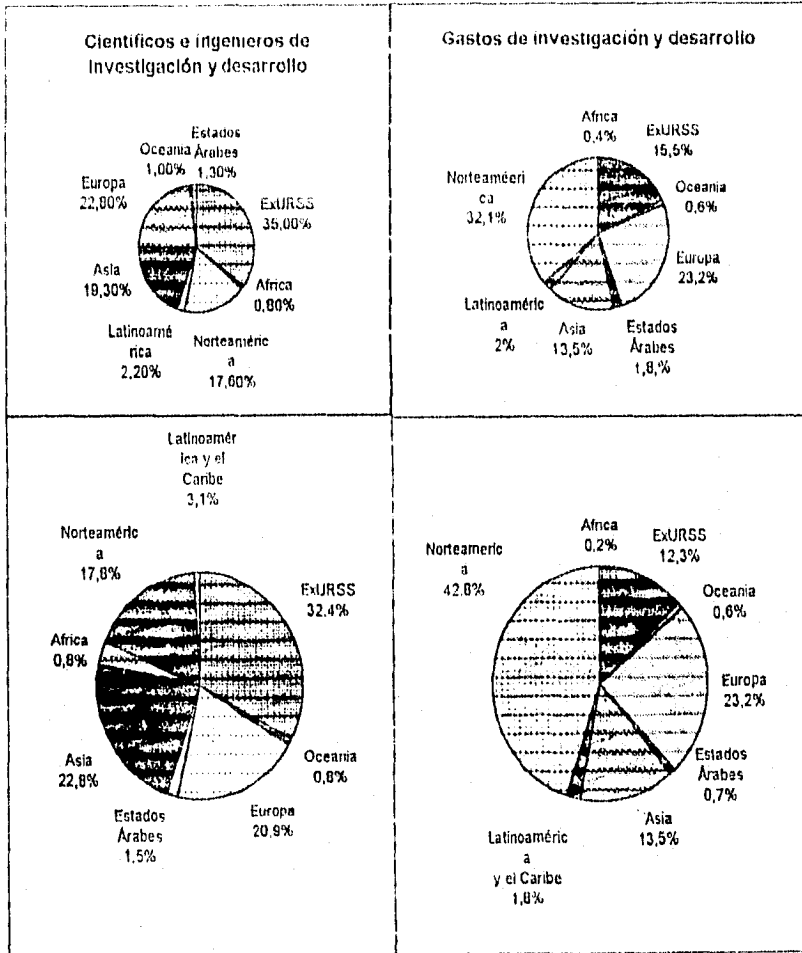 Científicos e ingenieros de
investigación y desarrollo
Estados
Árabes
1,30%
Oceania
1,00%
Europa
22,80%
ExURSS
35,00%
Asia
19,30%
Africa
0,80%
Latinoamé
rica
2,20%
Norteaméric
a
17,60%
Gastos de investigación y desarrollo
Africa
0,4%
ExURSS
15,5%
Norteaméeri
ca
32,1%
Oceania
0,6%
Europa
23,2%
Latinoaméric
a
2%
Asia
13,5%
Estados
Árabes
1,8,%
Latinoamér
ica y el
Caribe
3,1%
Norteaméric
a
17,8%
ExURSS
32,4%
Africa
0,8%
Asia
22,8%
Oceania
0,8%
Estados
Árabes
1,5%
Europa
20,9%
Africa
0,2%
ExURSS
12,3%
Norteameric
a
42,8%
Oceania
0,6%
Europa
23,2%
Estados
Árabes
0,7%
Asia
13,5%
Latinoaméric
a
y el Caribe
1,8%